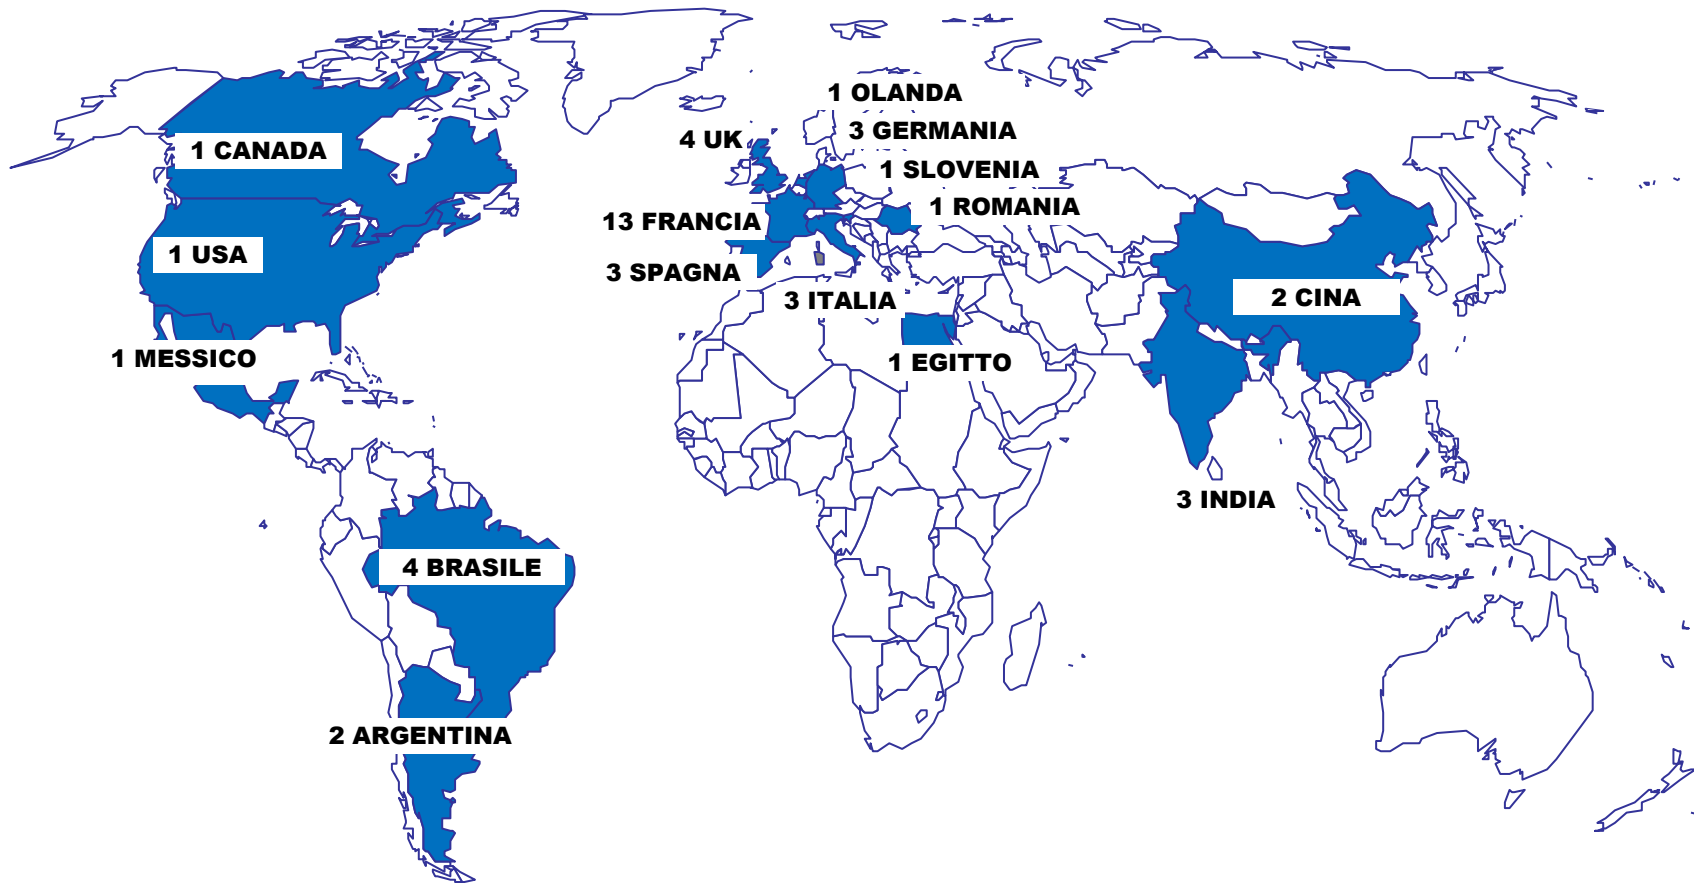 1 OLANDA
4 UK
3 GERMANIA
1 CANADA
1 SLOVENIA
13 FRANCIA
1 ROMANIA
1 USA
3 SPAGNA
3 ITALIA
2 CINA
1 MESSICO
1 EGITTO
3 INDIA
4 BRASILE
2 ARGENTINA